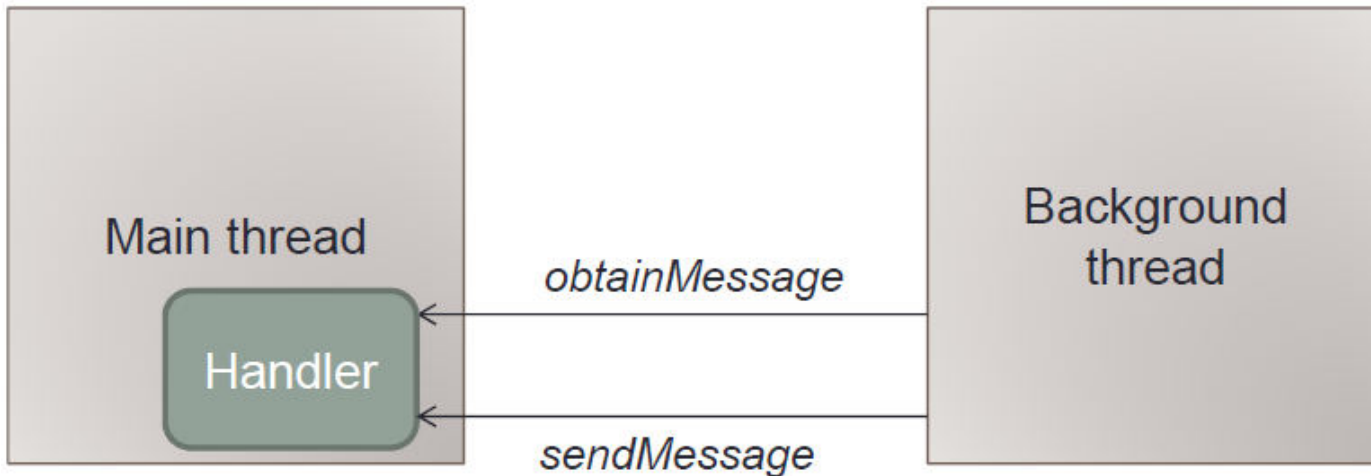 Main thread
Handler
obtainMessage
sendMessage
Background
thread